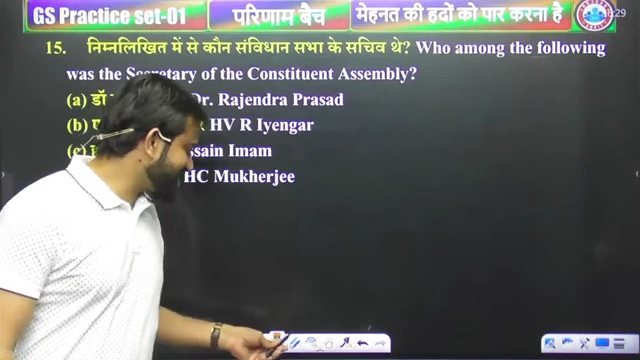 GS Practice set-01 परिणाम बैच मेहनत की हदों को पार करना है
15. निम्नलिखित में से कौन संविधान सभा के सचिव थे? Who among the following
was the Secretary of the Constituent Assembly?
(a) डॉ Dr. Rajendra Prasad
(b) HV R Iyengar
(c) Imam
HC Mukherjee